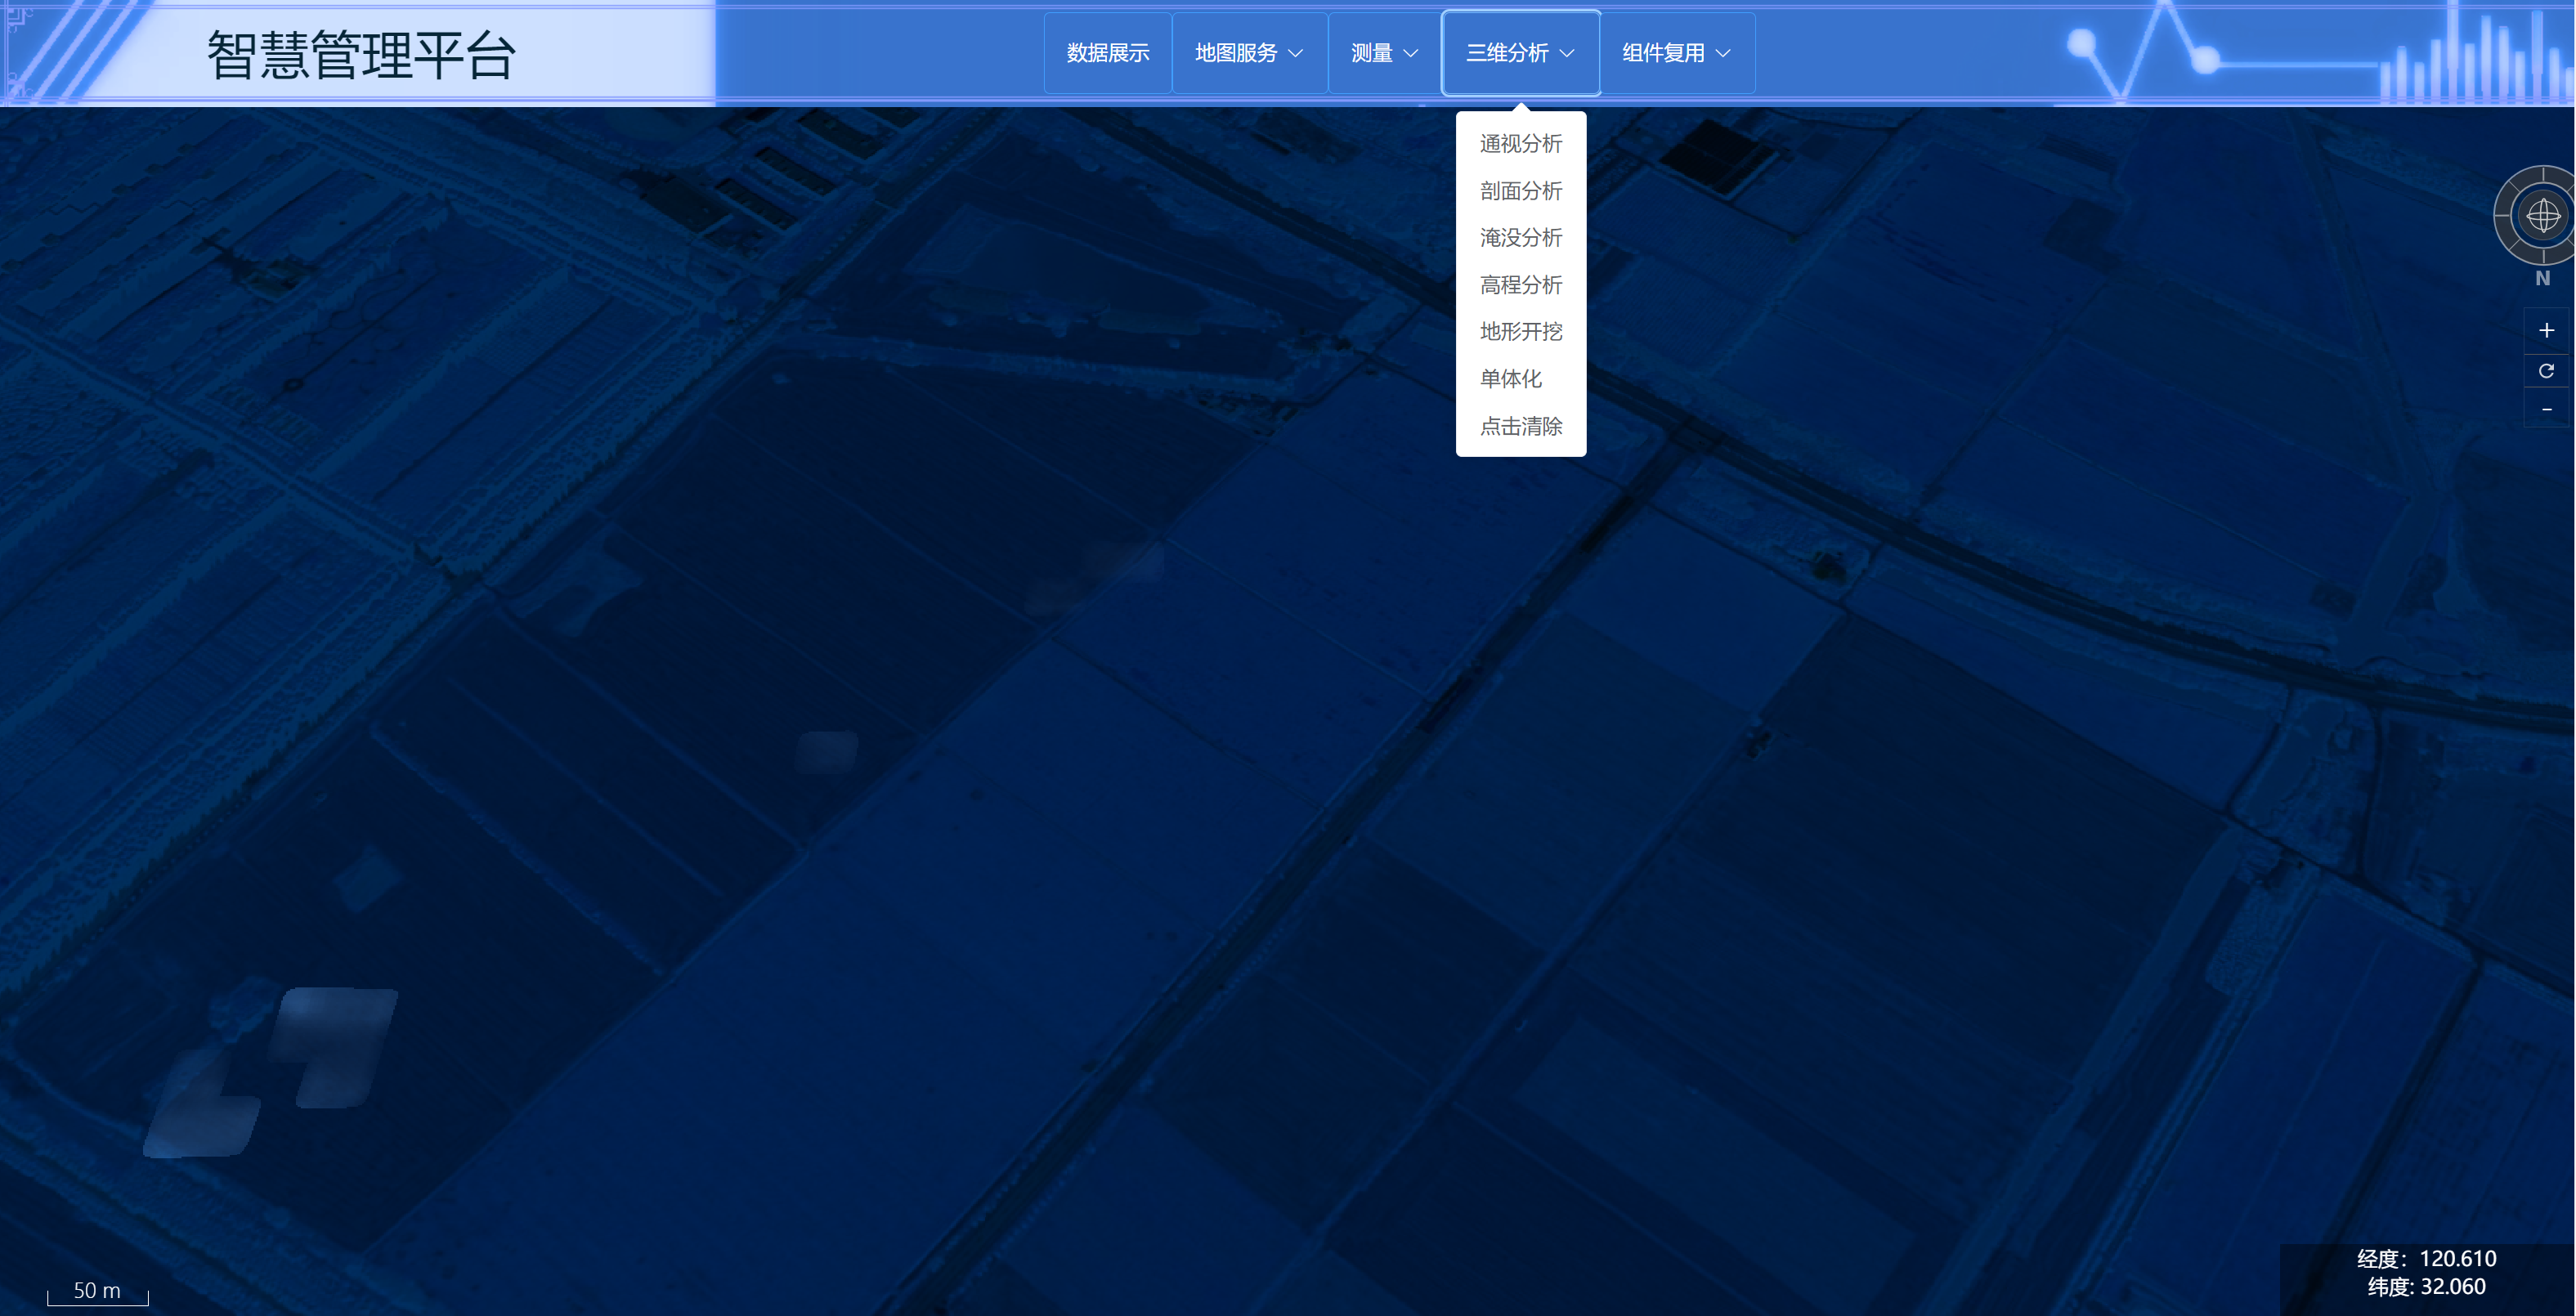 智慧管理平台
数据展示
地图服务
测量
三维分析
组件复用
通视分析
剖面分析
淹没分析
高程分析
地形开挖
单体化
点击清除
N
+
-
50 m
经度：120.610
纬度: 32.060